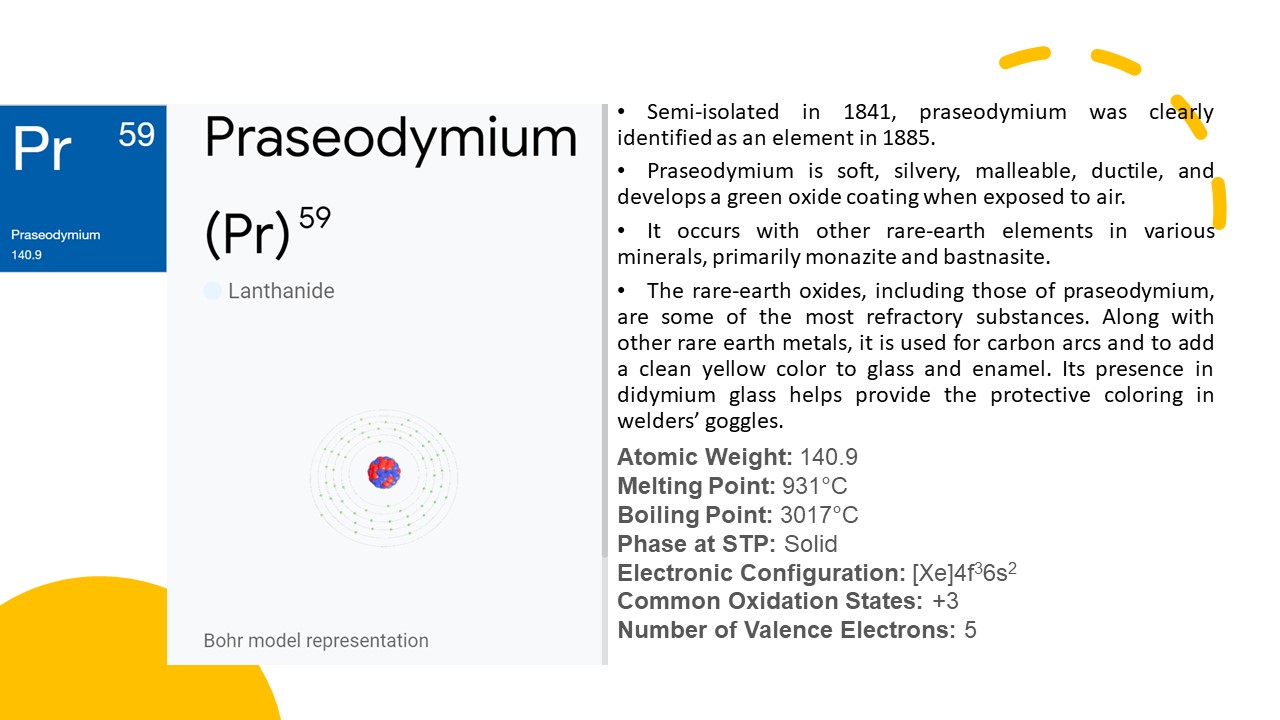 Pr 59
Praseodymium
140.9
Praseodymium
(Pr)⁵⁹
Lanthanide
Bohr model representation
• Semi-isolated in 1841, praseodymium was clearly
identified as an element in 1885.
• Praseodymium is soft, silvery, malleable, ductile, and
develops a green oxide coating when exposed to air.
• It occurs with other rare-earth elements in various
minerals, primarily monazite and bastnasite.
• The rare-earth oxides, including those of praseodymium,
are some of the most refractory substances. Along with
other rare earth metals, it is used for carbon arcs and to add
a clean yellow color to glass and enamel. Its presence in
didymium glass helps provide the protective coloring in
welders’ goggles.
Atomic Weight: 140.9
Melting Point: 931°C
Boiling Point: 3017°C
Phase at STP: Solid
Electronic Configuration: [Xe]4f³6s²
Common Oxidation States: +3
Number of Valence Electrons: 5